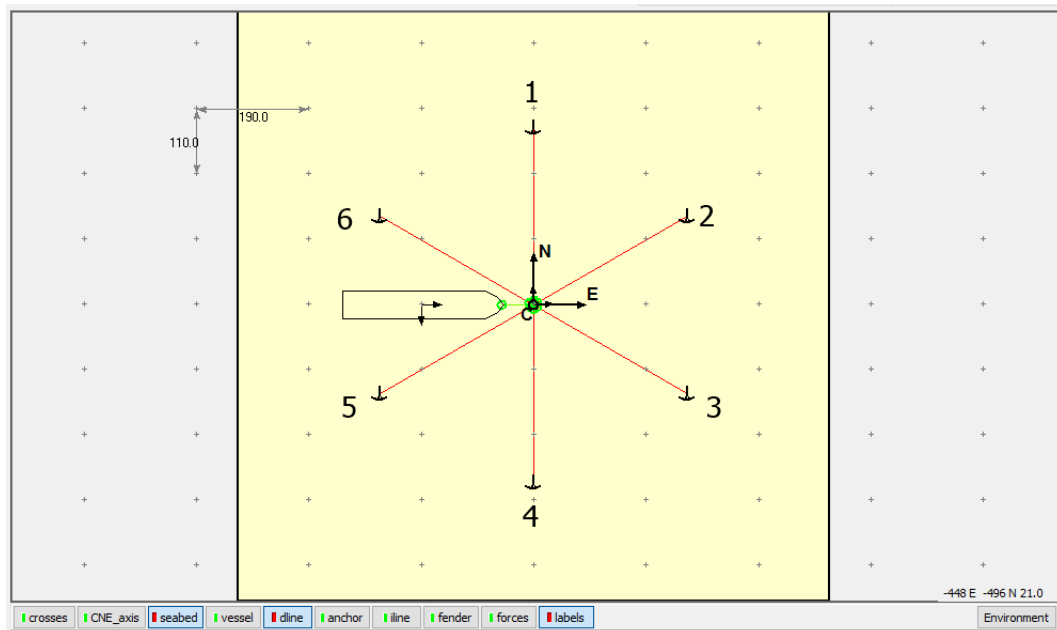 1
190.0
110.0
6
2
N
E
C
5
3
4
-448 E -496 N 21.0
crosses CNE_axis seabed vessel dline anchor iline fender forces labels Environment